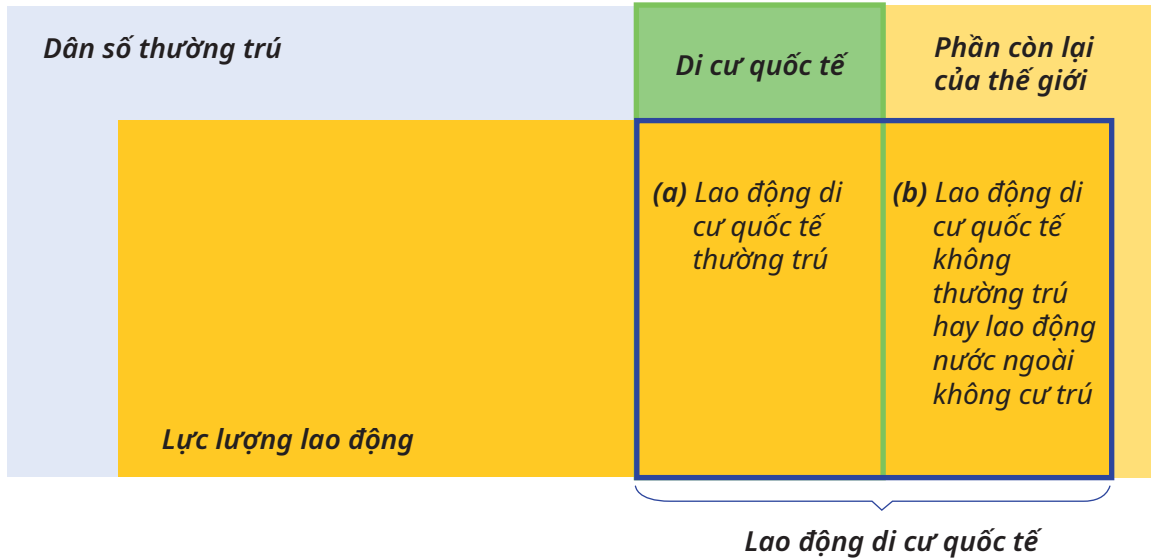 Dân số thường trú
Di cư quốc tế
Phần còn lại
của thế giới
(a) Lao động di
cư quốc tế
thường trú
(b) Lao động di
cư quốc tế
không
thường trú
hay lao động
nước ngoài
không cư trú
Lực lượng lao động
Lao động di cư quốc tế